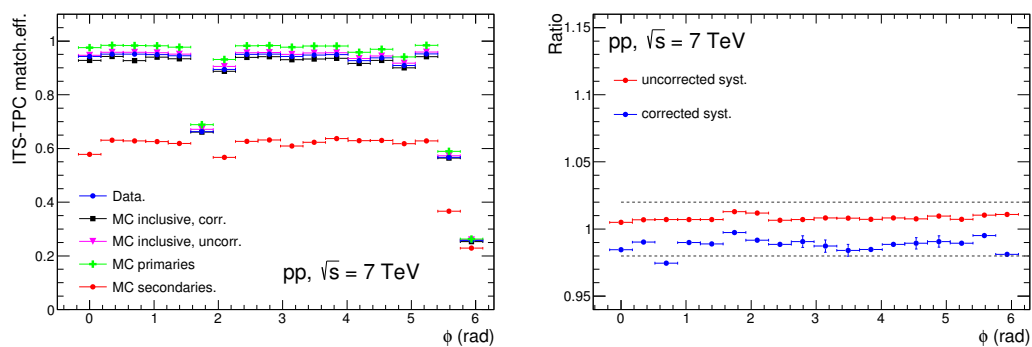 ITS-TPC match.eff.
1
0.8
0.6
0.4
0.2
0
Data.
MC inclusive, corr.
MC inclusive, uncorr.
MC primaries
MC secondaries.
pp, √s = 7 TeV
0 1 2 3 4 5 6
ϕ (rad)
Ratio
1.15
1.1
1.05
1
0.95
pp, √s = 7 TeV
uncorrected syst.
corrected syst.
0 1 2 3 4 5 6
ϕ (rad)